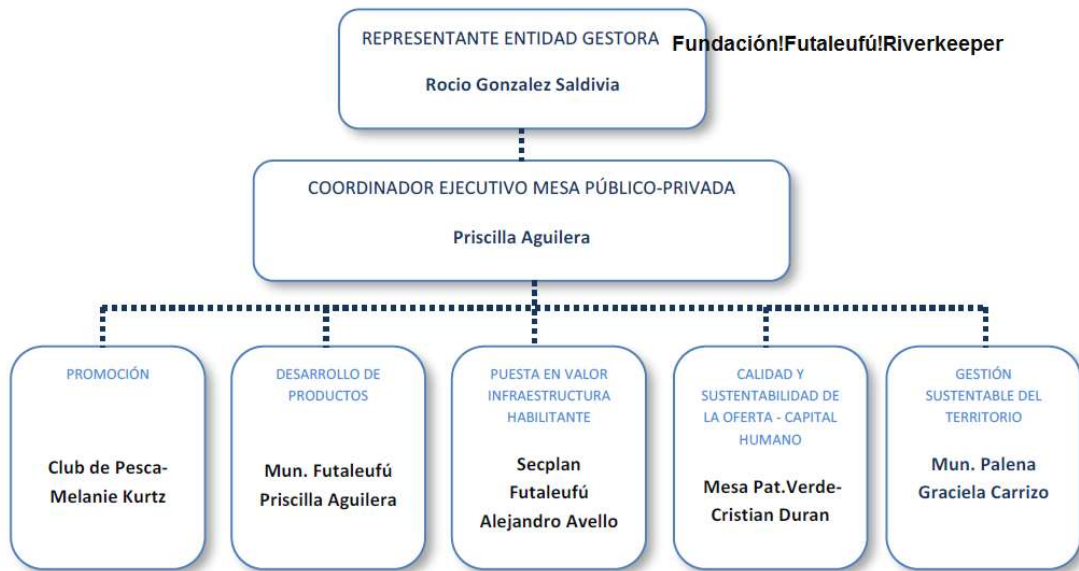 REPRESENTANTE ENTIDAD GESTORA
Fundación!Futaleufú!Riverkeeper
Rocio Gonzalez Saldivia
COORDINADOR EJECUTIVO MESA PÚBLICO-PRIVADA
Priscilla Aguilera
PROMOCIÓN
Club de Pesca-
Melanie Kurtz
DESARROLLO DE
PRODUCTOS
Mun. Futaleufú
Priscilla Aguilera
PUESTA EN VALOR
INFRAESTRUCTURA
HABILITANTE
Secplan
Futaleufú
Alejandro Avello
CALIDAD Y
SUSTENTABILIDAD DE
LA OFERTA - CAPITAL
HUMANO
Mesa Pat.Verde-
Cristian Duran
GESTIÓN
SUSTENTABLE DEL
TERRITORIO
Mun. Palena
Graciela Carrizo